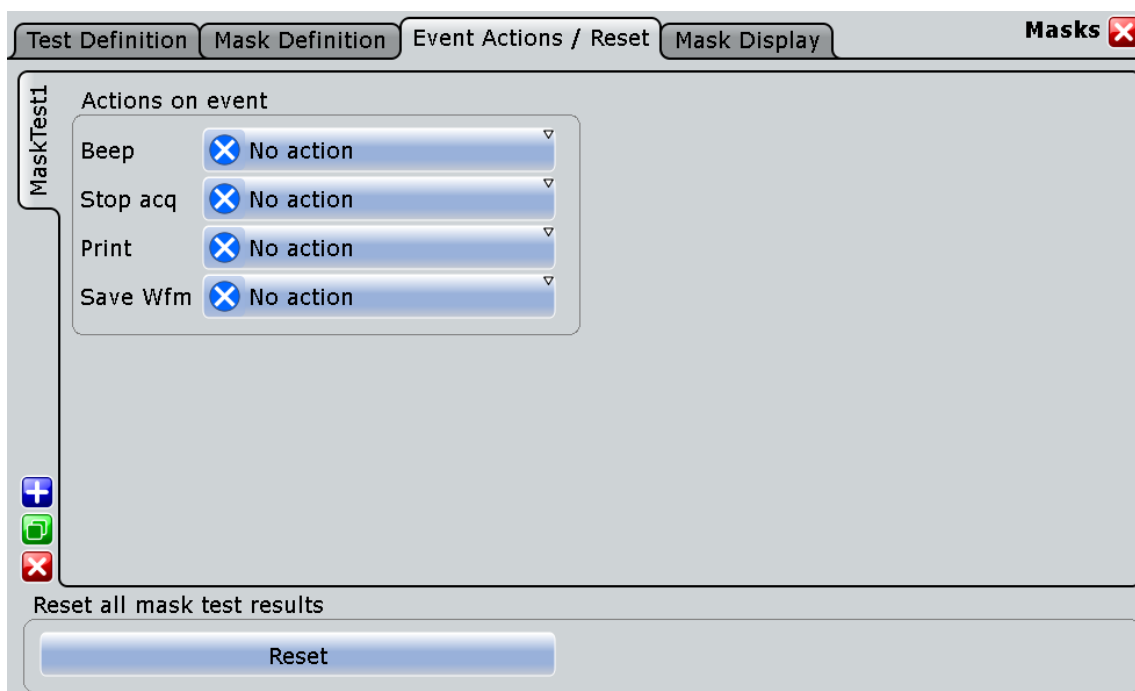 Test Definition Mask Definition Event Actions / Reset Mask Display Masks
MaskTest1
Actions on event
Beep No action
Stop acq No action
Print No action
Save Wfm No action
Reset all mask test results
Reset